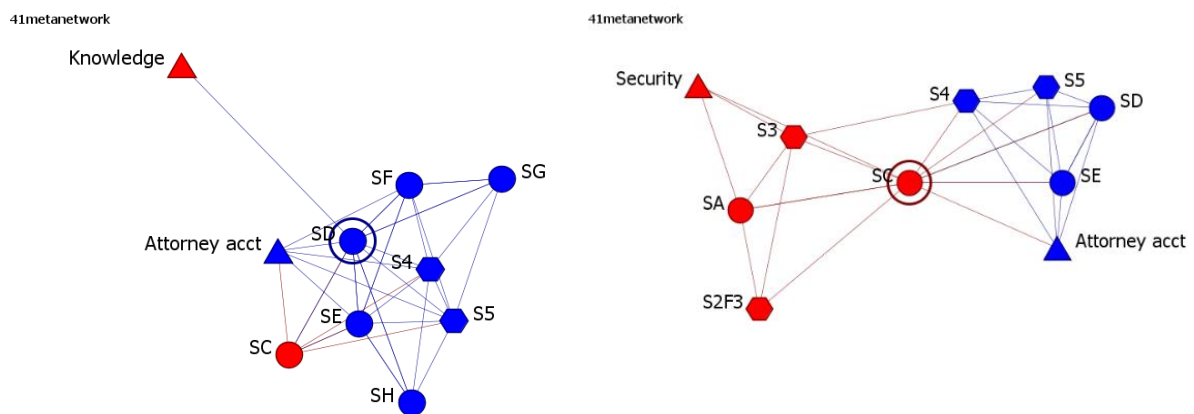 41metanetwork
Knowledge
SF
SG
SD
Attorney acct
S4
SE
S5
SC
SH
41metanetwork
Security
S3
S4
S5
SD
SC
SE
SA
Attorney acct
S2F3